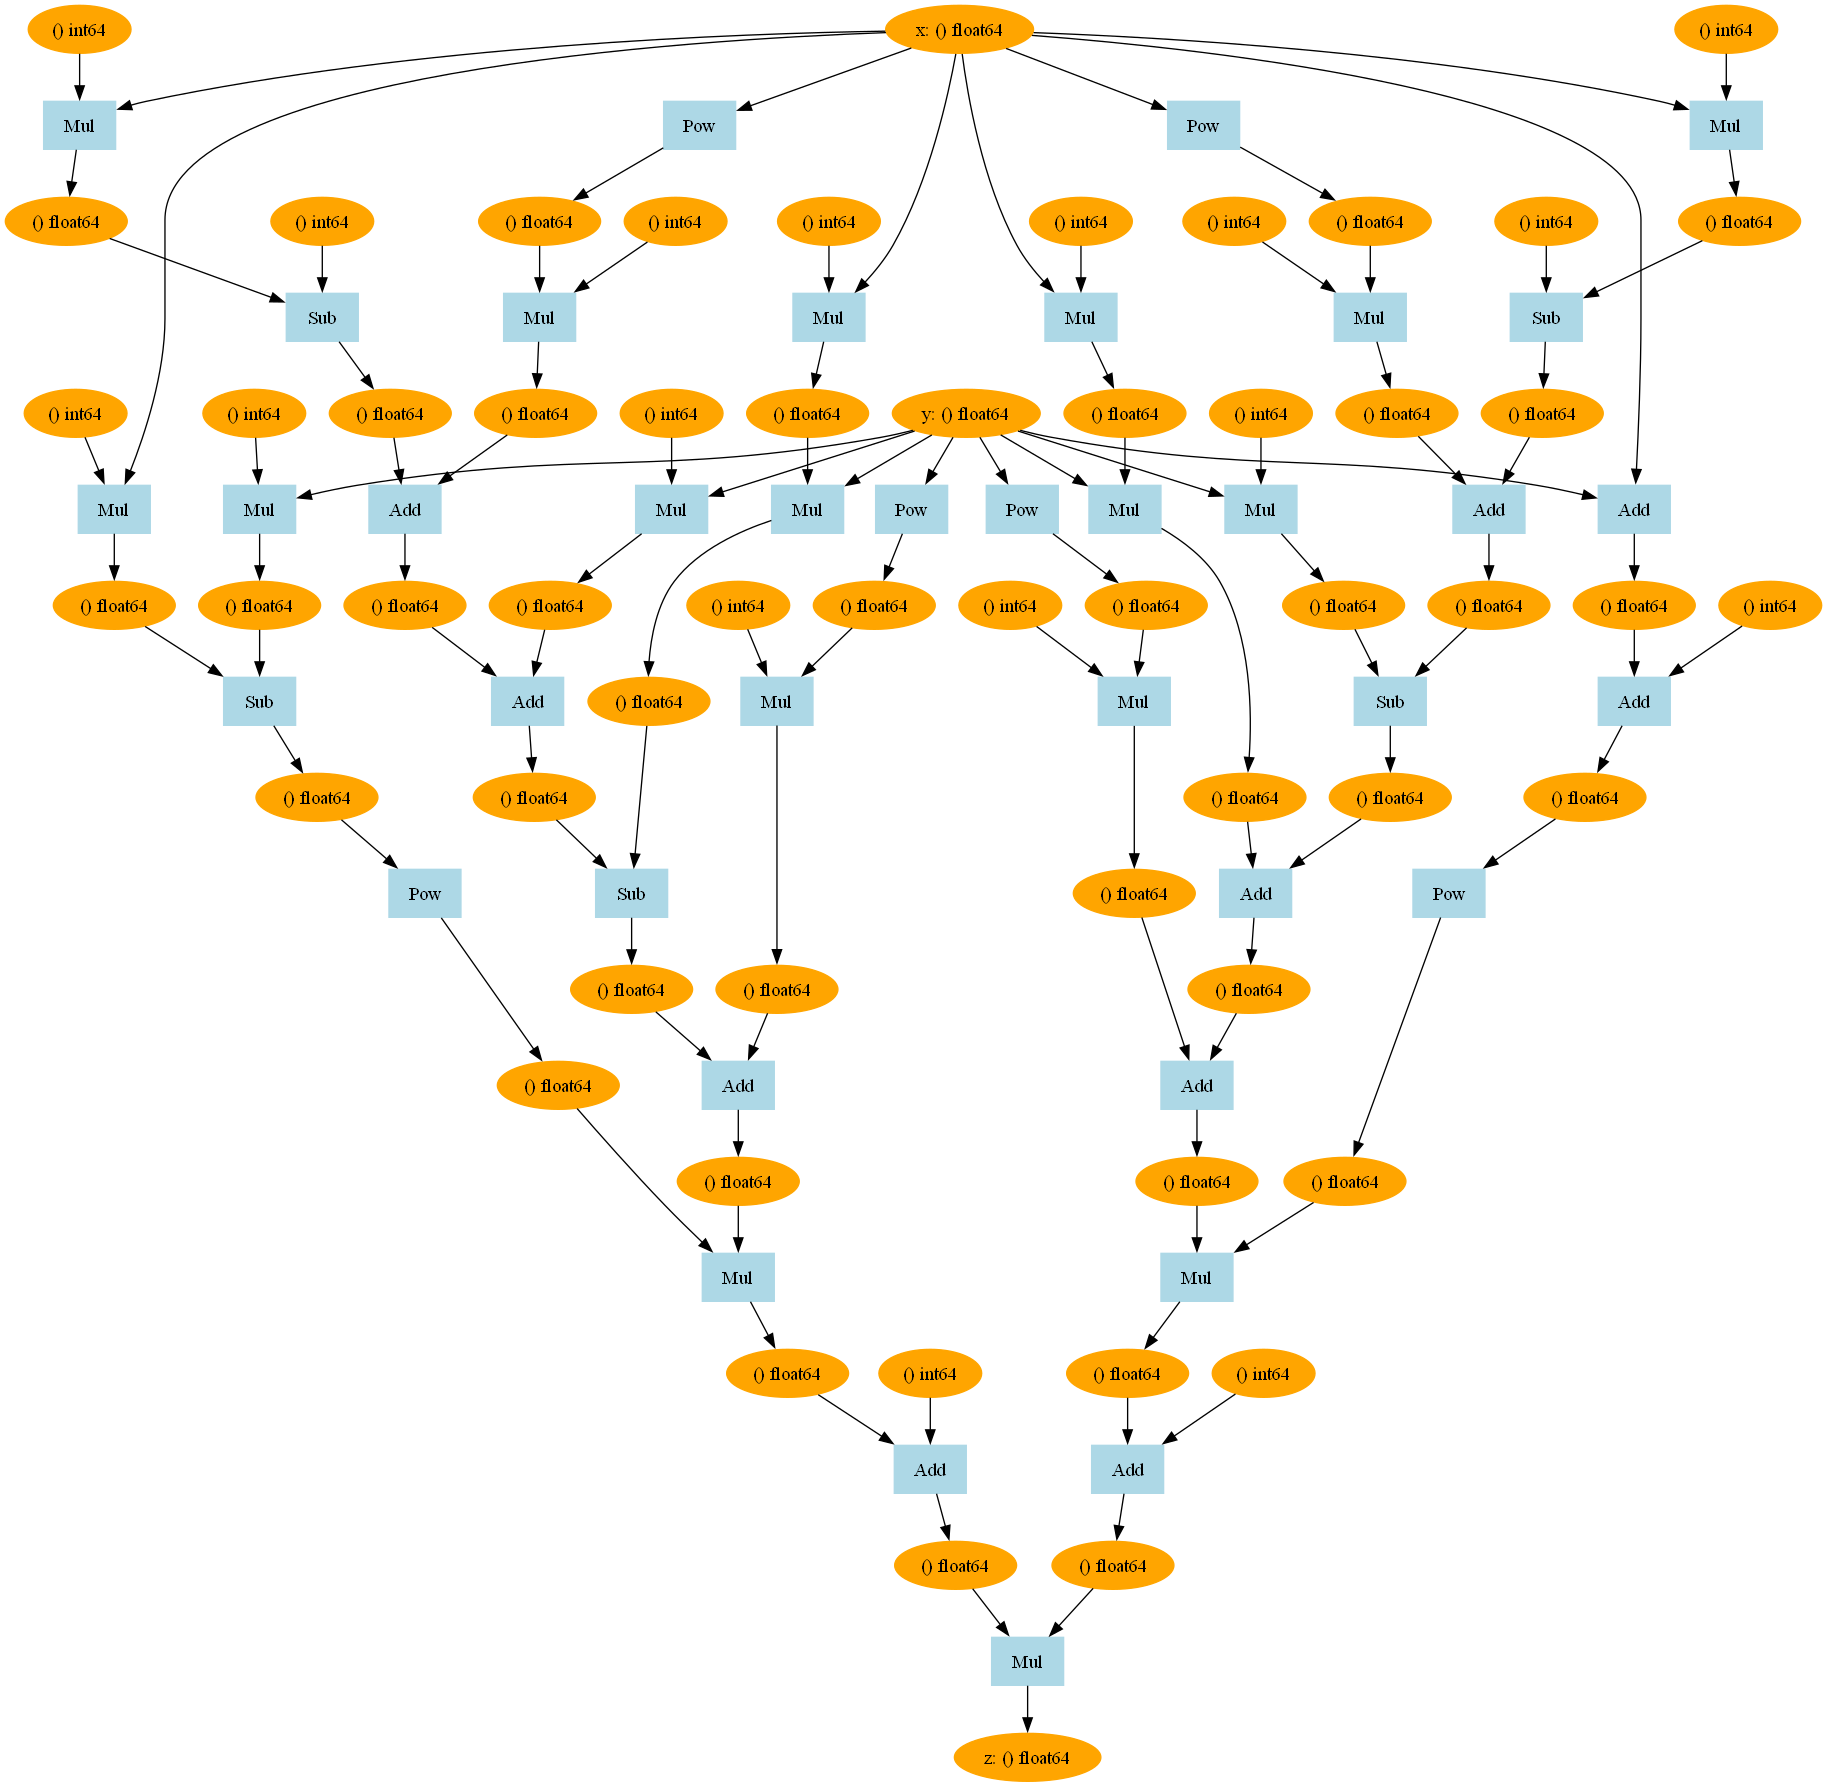 () int64
x: () float64
() int64
Mul
Pow
Pow
Mul
() float64
() int64
() float64
() int64
() int64
() int64
() int64
() float64
() int64
() float64
Sub
Mul
Mul
Mul
Mul
Sub
() int64
() int64
() float64
() float64
() int64
() float64
y: () float64
() float64
() int64
() float64
() float64
Mul
Mul
Add
Mul
Mul
Pow
Pow
Mul
Mul
Add
Add
() float64
() float64
() float64
() float64
() int64
() float64
() int64
() float64
() float64
() float64
() float64
() int64
Sub
Add
() float64
Mul
Mul
Sub
Add
() float64
() float64
() float64
() float64
() float64
Pow
Sub
() float64
Add
Pow
() float64
() float64
() float64
() float64
Add
Add
() float64
() float64
() float64
Mul
Mul
() float64
() int64
() float64
() int64
Add
Add
() float64
() float64
Mul
z: () float64